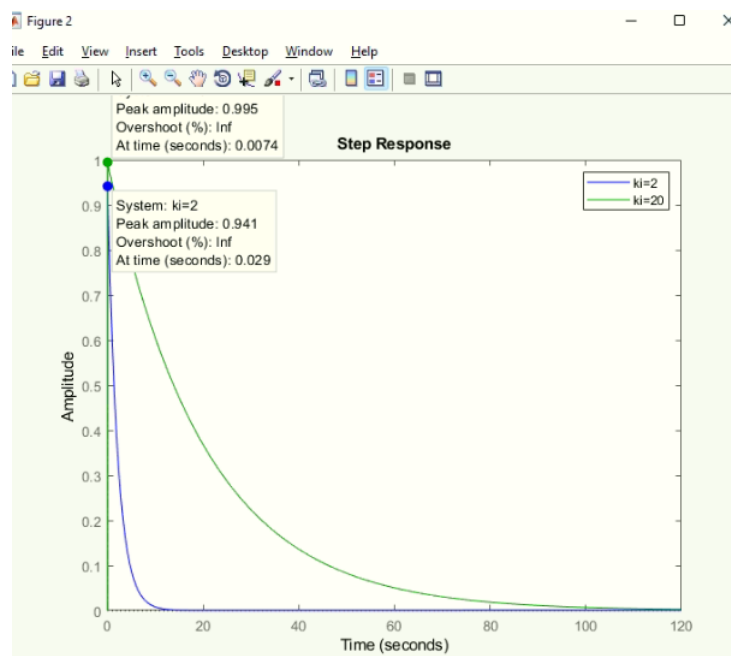 Figure 2
ile Edit View Insert Tools Desktop Window Help
Peak amplitude: 0.995
Overshoot (%): Inf
At time (seconds): 0.0074
Step Response
ki=2
ki=20
System: ki=2
Peak amplitude: 0.941
Overshoot (%): Inf
At time (seconds): 0.029
1
0.9
0.8
0.7
0.6
0.5
0.4
0.3
0.2
0.1
0
Amplitude
0 20 40 60 80 100 120
Time (seconds)